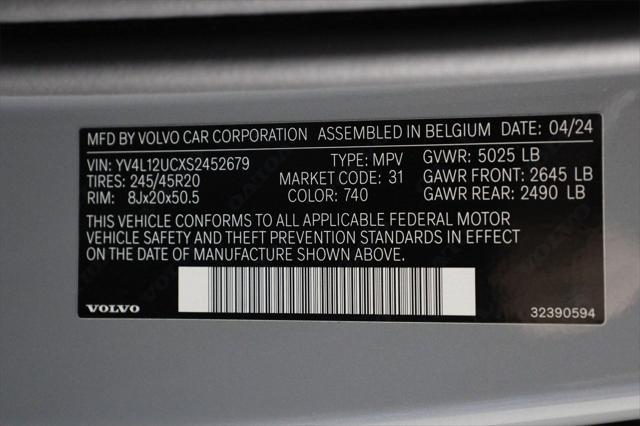 MFD BY VOLVO CAR CORPORATION ASSEMBLED IN BELGIUM DATE: 04/24
VIN: YV4L12UCXS2452679 TYPE: MPV GVWR: 5025 LB
TIRES: 245/45R20 MARKET CODE: 31 GAWR FRONT: 2645 LB
RIM: 8Jx20x50.5 COLOR: 740 GAWR REAR: 2490 LB
THIS VEHICLE CONFORMS TO ALL APPLICABLE FEDERAL MOTOR
VEHICLE SAFETY AND THEFT PREVENTION STANDARDS IN EFFECT
ON THE DATE OF MANUFACTURE SHOWN ABOVE.
VOLVO 32390594